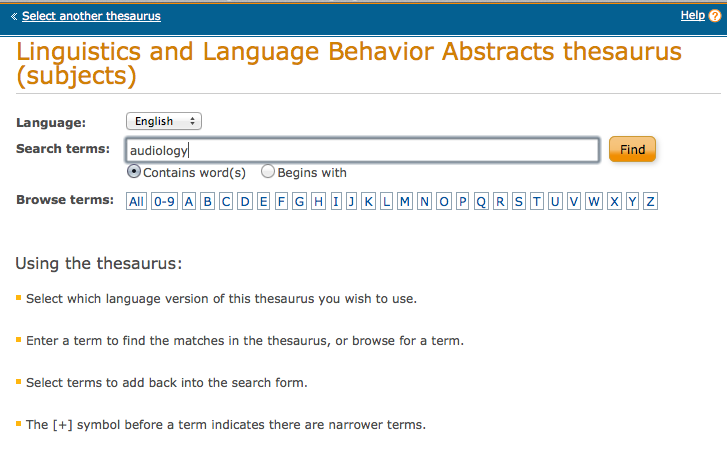 « Select another thesaurus Help ?
Linguistics and Language Behavior Abstracts thesaurus
(subjects)
Language: English
Search terms: audiology Find
Contains word(s) Begins with
Browse terms: All 0-9 A B C D E F G H I J K L M N O P Q R S T U V W X Y Z
Using the thesaurus:
Select which language version of this thesaurus you wish to use.
Enter a term to find the matches in the thesaurus, or browse for a term.
Select terms to add back into the search form.
The [+] symbol before a term indicates there are narrower terms.